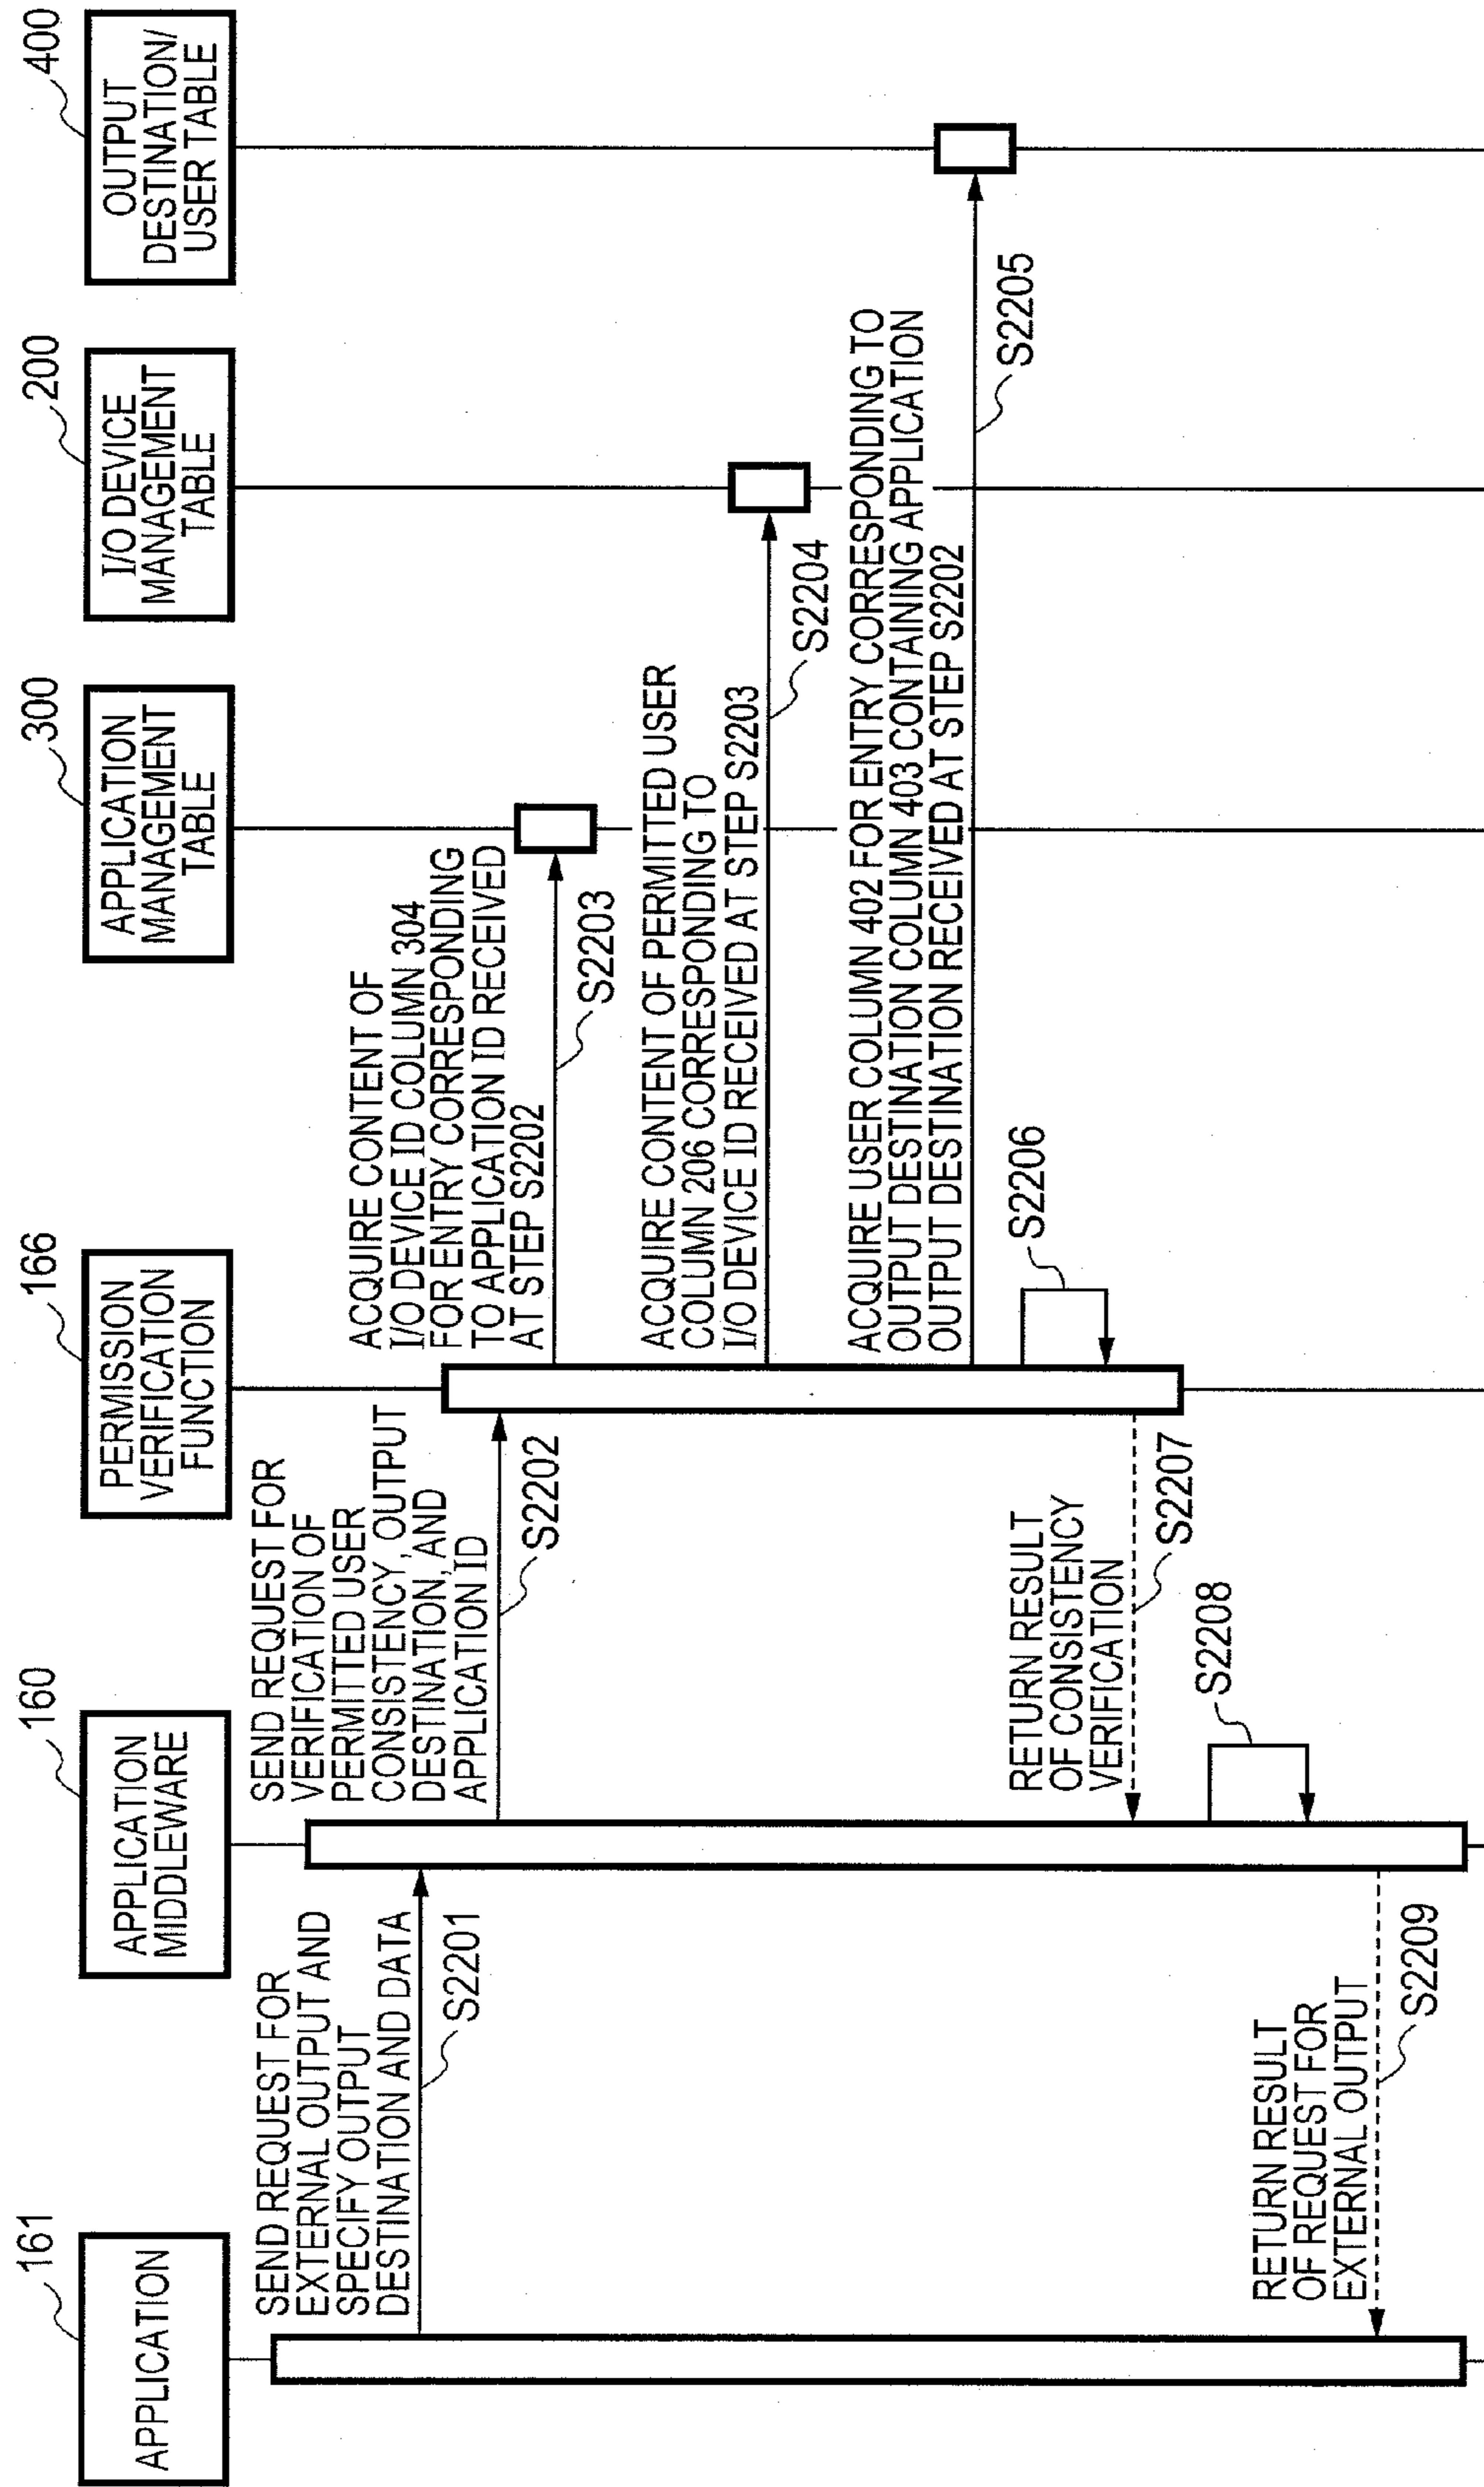 161
APPLICATION
160
APPLICATION
MIDDLEWARE
166
PERMISSION
VERIFICATION
FUNCTION
300
APPLICATION
MANAGEMENT
TABLE
200
I/O DEVICE
MANAGEMENT
TABLE
400
OUTPUT
DESTINATION/
USER TABLE
SEND REQUEST FOR
EXTERNAL OUTPUT AND
SPECIFY OUTPUT
DESTINATION AND DATA
S2201
SEND REQUEST FOR
VERIFICATION OF
PERMITTED USER
CONSISTENCY, OUTPUT
DESTINATION, AND
APPLICATION ID
S2202
ACQUIRE CONTENT OF
I/O DEVICE ID COLUMN 304
FOR ENTRY CORRESPONDING
TO APPLICATION ID RECEIVED
AT STEP S2202
S2203
ACQUIRE CONTENT OF PERMITTED USER
COLUMN 206 CORRESPONDING TO
I/O DEVICE ID RECEIVED AT STEP S2203
S2204
ACQUIRE USER COLUMN 402 FOR ENTRY CORRESPONDING TO
OUTPUT DESTINATION COLUMN 403 CONTAINING APPLICATION
OUTPUT DESTINATION RECEIVED AT STEP S2202
S2205
S2206
RETURN RESULT
OF CONSISTENCY
VERIFICATION
S2207
S2208
RETURN RESULT
OF REQUEST FOR
EXTERNAL OUTPUT
S2209